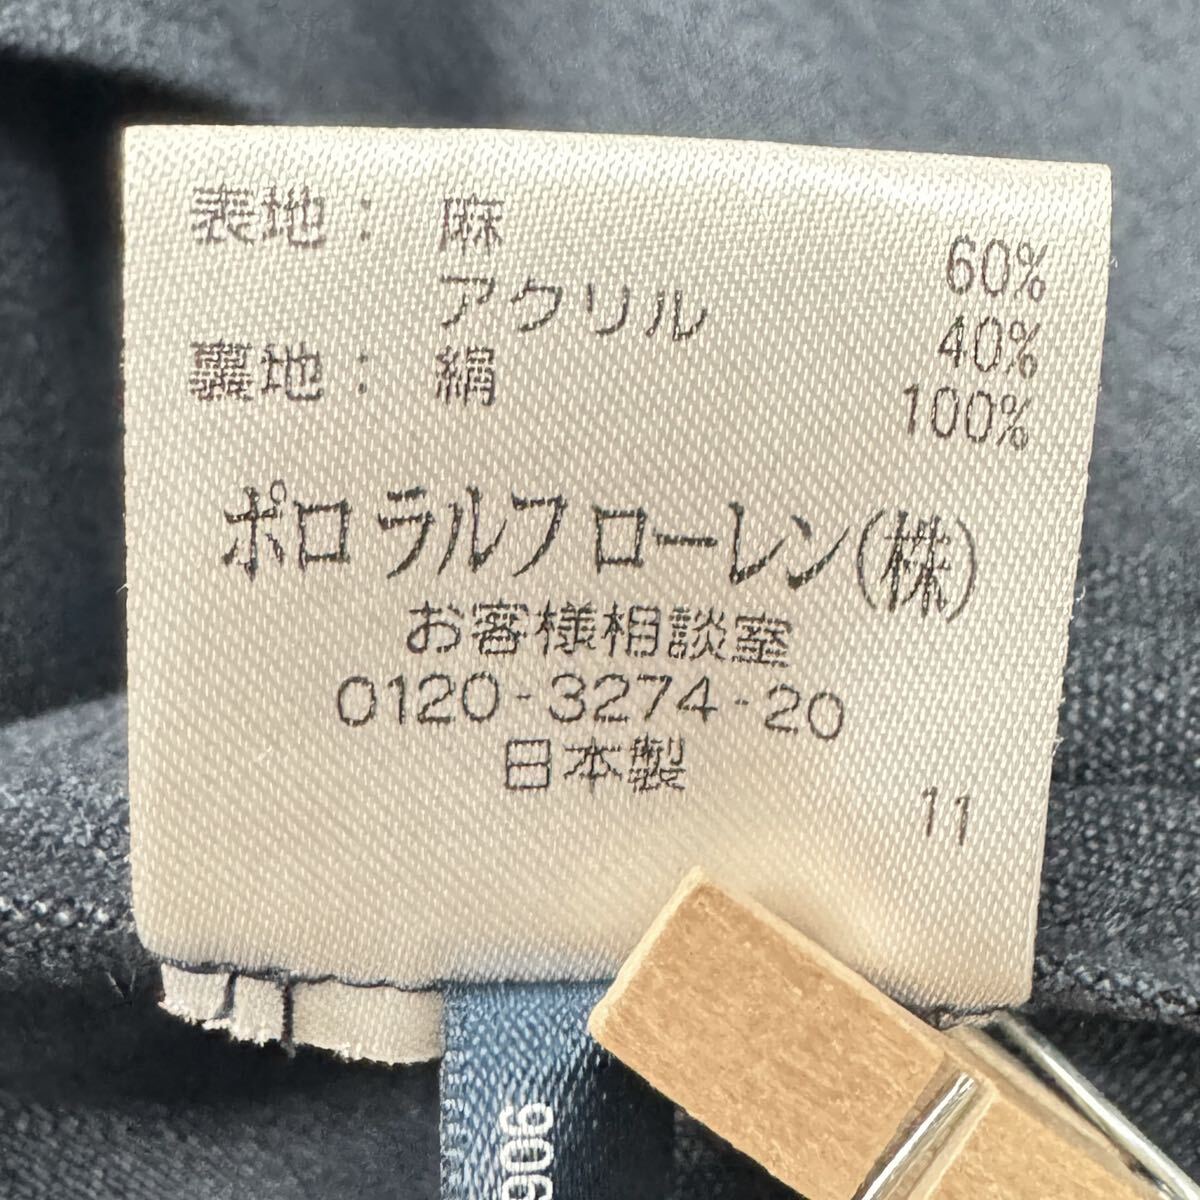 表地： 麻 60%
アクリル 40%
裏地： 絹 100%
ポロ ラルフ ローレン(株)
お客様相談室
0120-3274-20
日本製
11
906